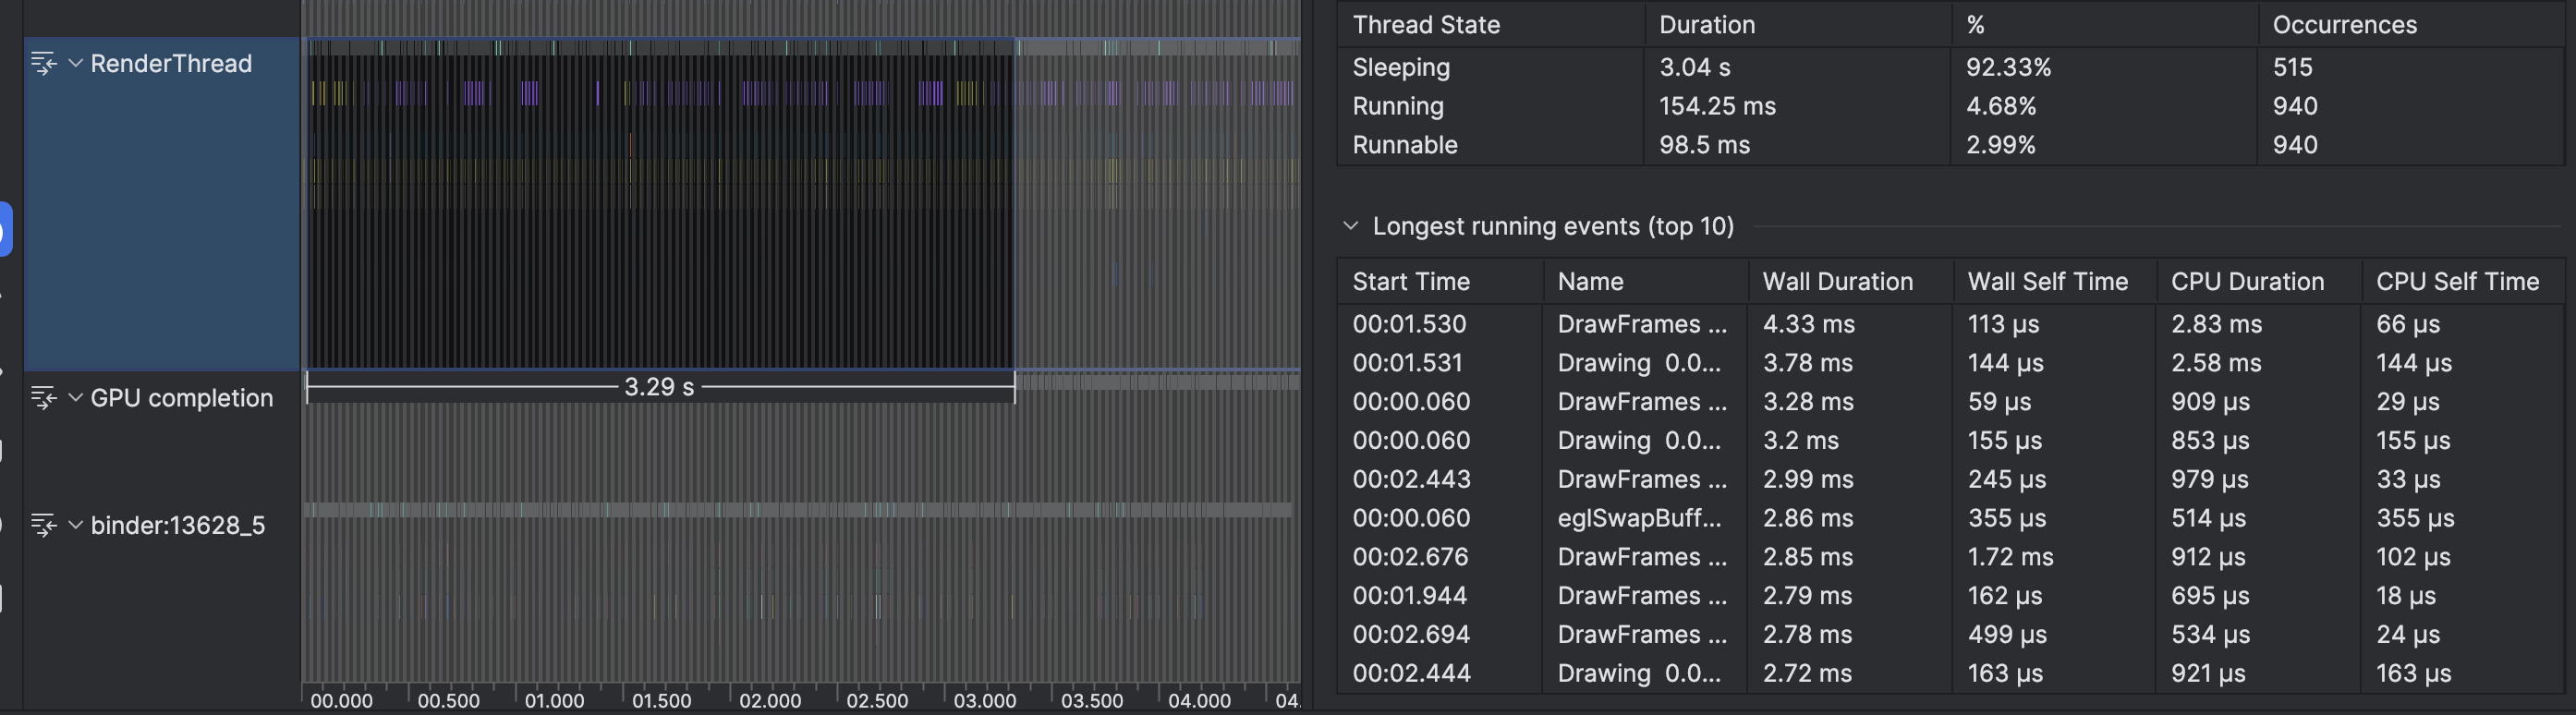 RenderThread
3.29 s
GPU completion
binder:13628_5
00.000 00.500 01.000 01.500 02.000 02.500 03.000 03.500 04.000 04.
Thread State Duration % Occurrences
Sleeping 3.04 s 92.33% 515
Running 154.25 ms 4.68% 940
Runnable 98.5 ms 2.99% 940
Longest running events (top 10)
Start Time Name Wall Duration Wall Self Time CPU Duration CPU Self Time
00:01.530 DrawFrames ... 4.33 ms 113 μs 2.83 ms 66 μs
00:01.531 Drawing 0.0... 3.78 ms 144 μs 2.58 ms 144 μs
00:00.060 DrawFrames ... 3.28 ms 59 μs 909 μs 29 μs
00:00.060 Drawing 0.0... 3.2 ms 155 μs 853 μs 155 μs
00:02.443 DrawFrames ... 2.99 ms 245 μs 979 μs 33 μs
00:00.060 eglSwapBuff... 2.86 ms 355 μs 514 μs 355 μs
00:02.676 DrawFrames ... 2.85 ms 1.72 ms 912 μs 102 μs
00:01.944 DrawFrames ... 2.79 ms 162 μs 695 μs 18 μs
00:02.694 DrawFrames ... 2.78 ms 499 μs 534 μs 24 μs
00:02.444 Drawing 0.0... 2.72 ms 163 μs 921 μs 163 μs